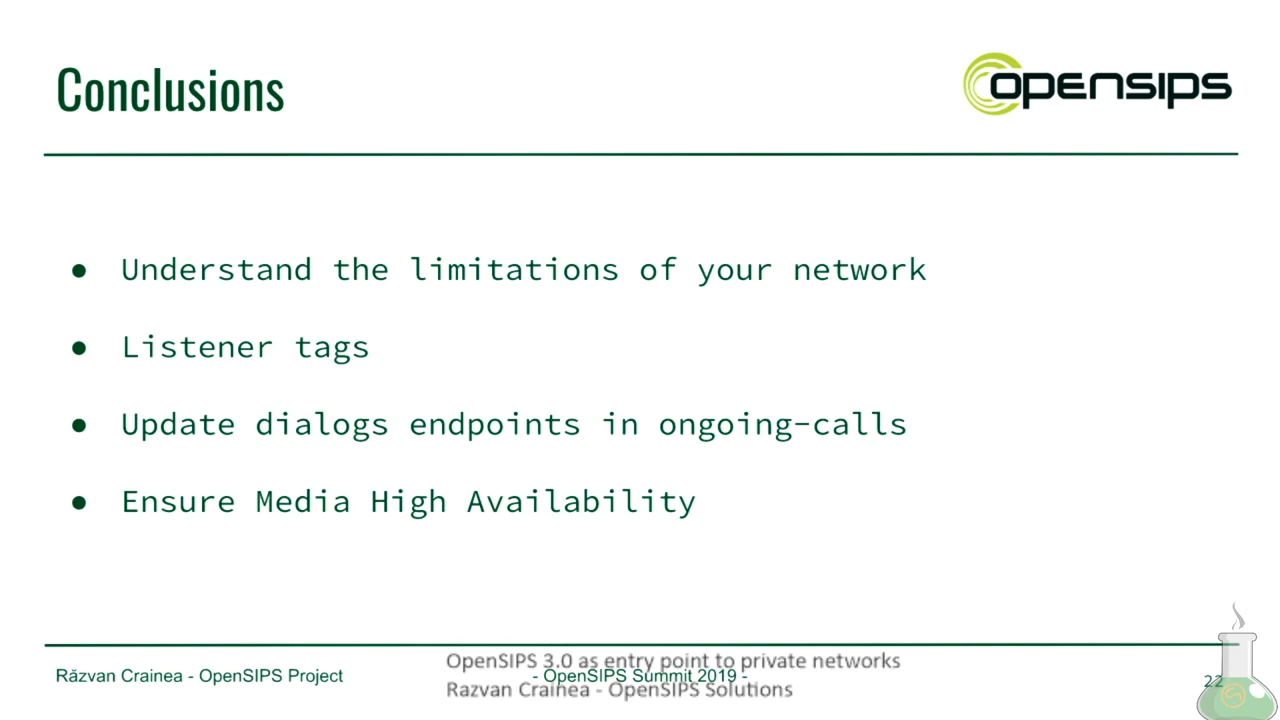 Conclusions
opensips
● Understand the limitations of your network
● Listener tags
● Update dialogs endpoints in ongoing-calls
● Ensure Media High Availability
OpenSIPS 3.0 as entry point to private networks
Răzvan Crainea - OpenSIPS Project
- OpenSIPS Summit 2019 -
22
Razvan Crainea - OpenSIPS Solutions